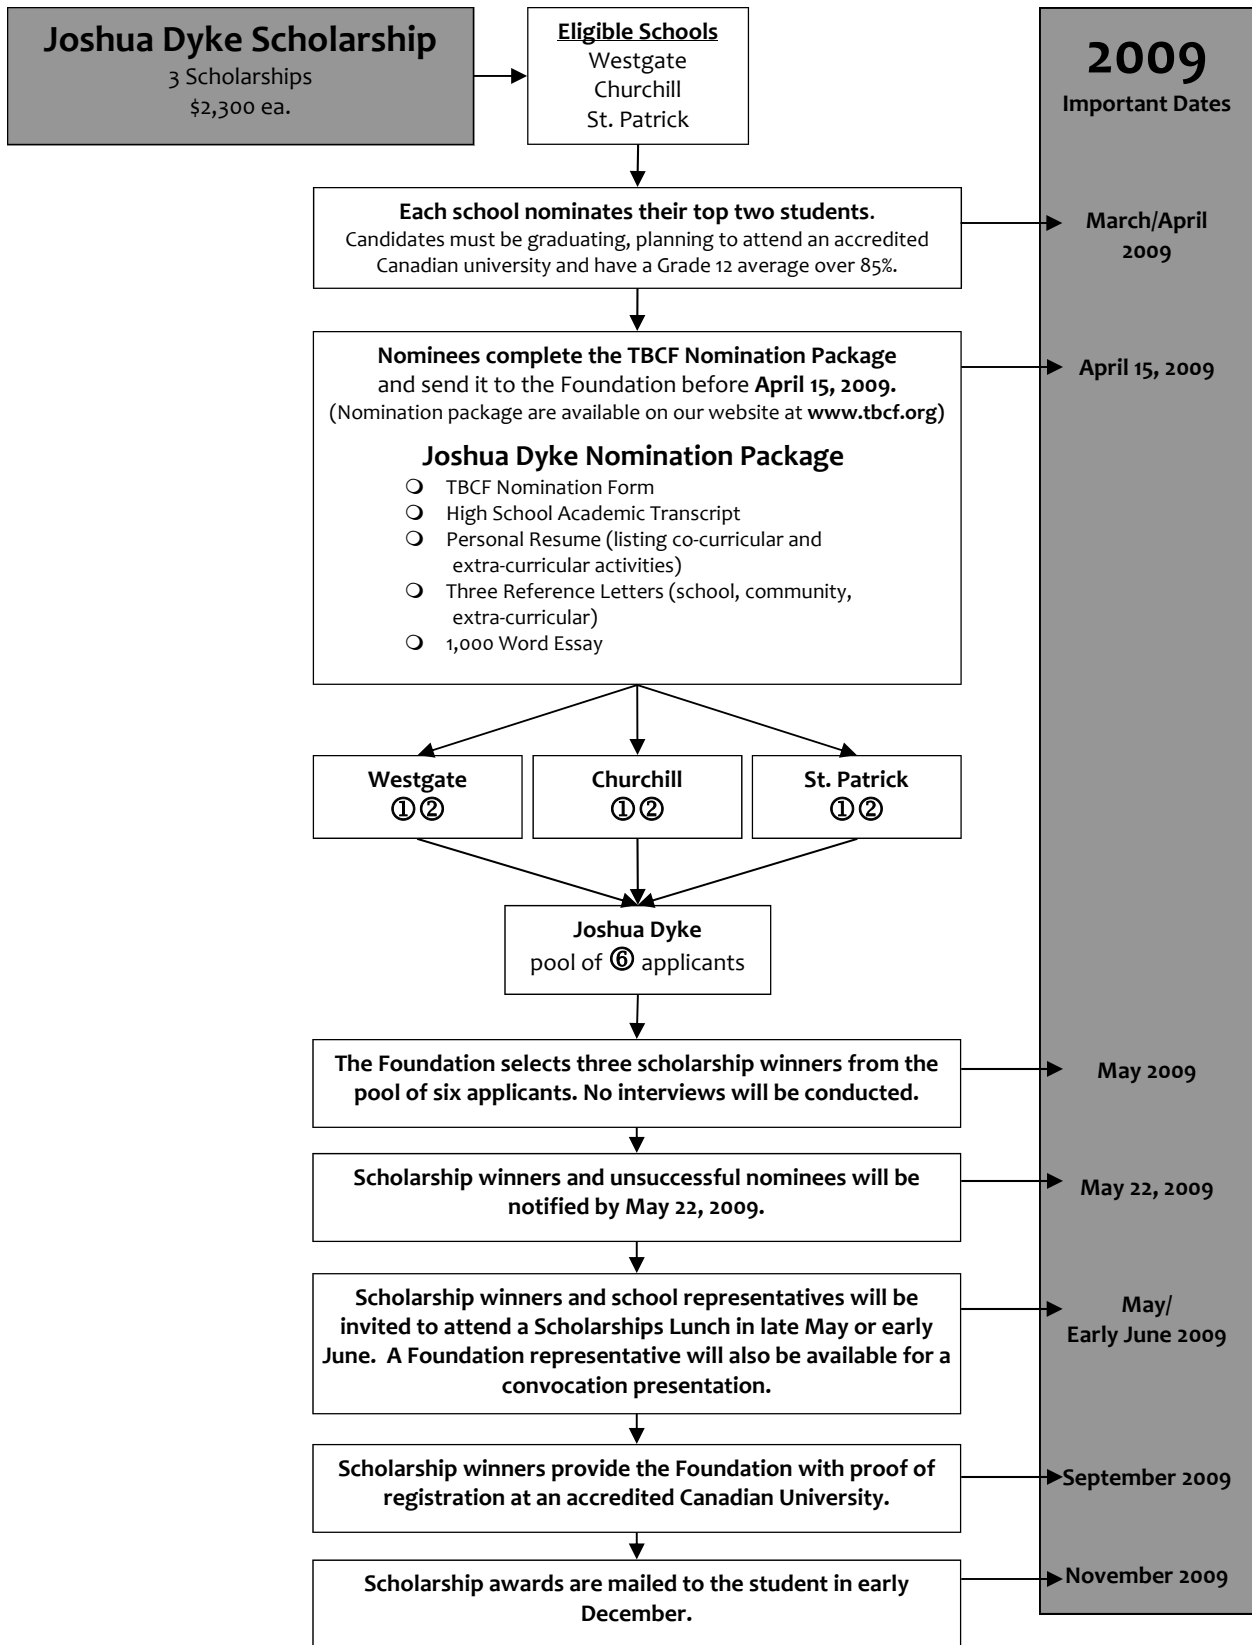 Joshua Dyke Scholarship
3 Scholarships
$2,300 ea.
Eligible Schools
Westgate
Churchill
St. Patrick
2009
Important Dates
Each school nominates their top two students.
Candidates must be graduating, planning to attend an accredited
Canadian university and have a Grade 12 average over 85%.
March/April
2009
Nominees complete the TBCF Nomination Package
and send it to the Foundation before April 15, 2009.
(Nomination package are available on our website at www.tbcf.org)
April 15, 2009
Joshua Dyke Nomination Package
❍ TBCF Nomination Form
❍ High School Academic Transcript
❍ Personal Resume (listing co-curricular and
extra-curricular activities)
❍ Three Reference Letters (school, community,
extra-curricular)
❍ 1,000 Word Essay
Westgate
① ②
Churchill
① ②
St. Patrick
① ②
Joshua Dyke
pool of ⑥ applicants
The Foundation selects three scholarship winners from the
pool of six applicants. No interviews will be conducted.
May 2009
Scholarship winners and unsuccessful nominees will be
notified by May 22, 2009.
May 22, 2009
Scholarship winners and school representatives will be
invited to attend a Scholarships Lunch in late May or early
June. A Foundation representative will also be available for a
convocation presentation.
May/
Early June 2009
Scholarship winners provide the Foundation with proof of
registration at an accredited Canadian University.
September 2009
Scholarship awards are mailed to the student in early
December.
November 2009